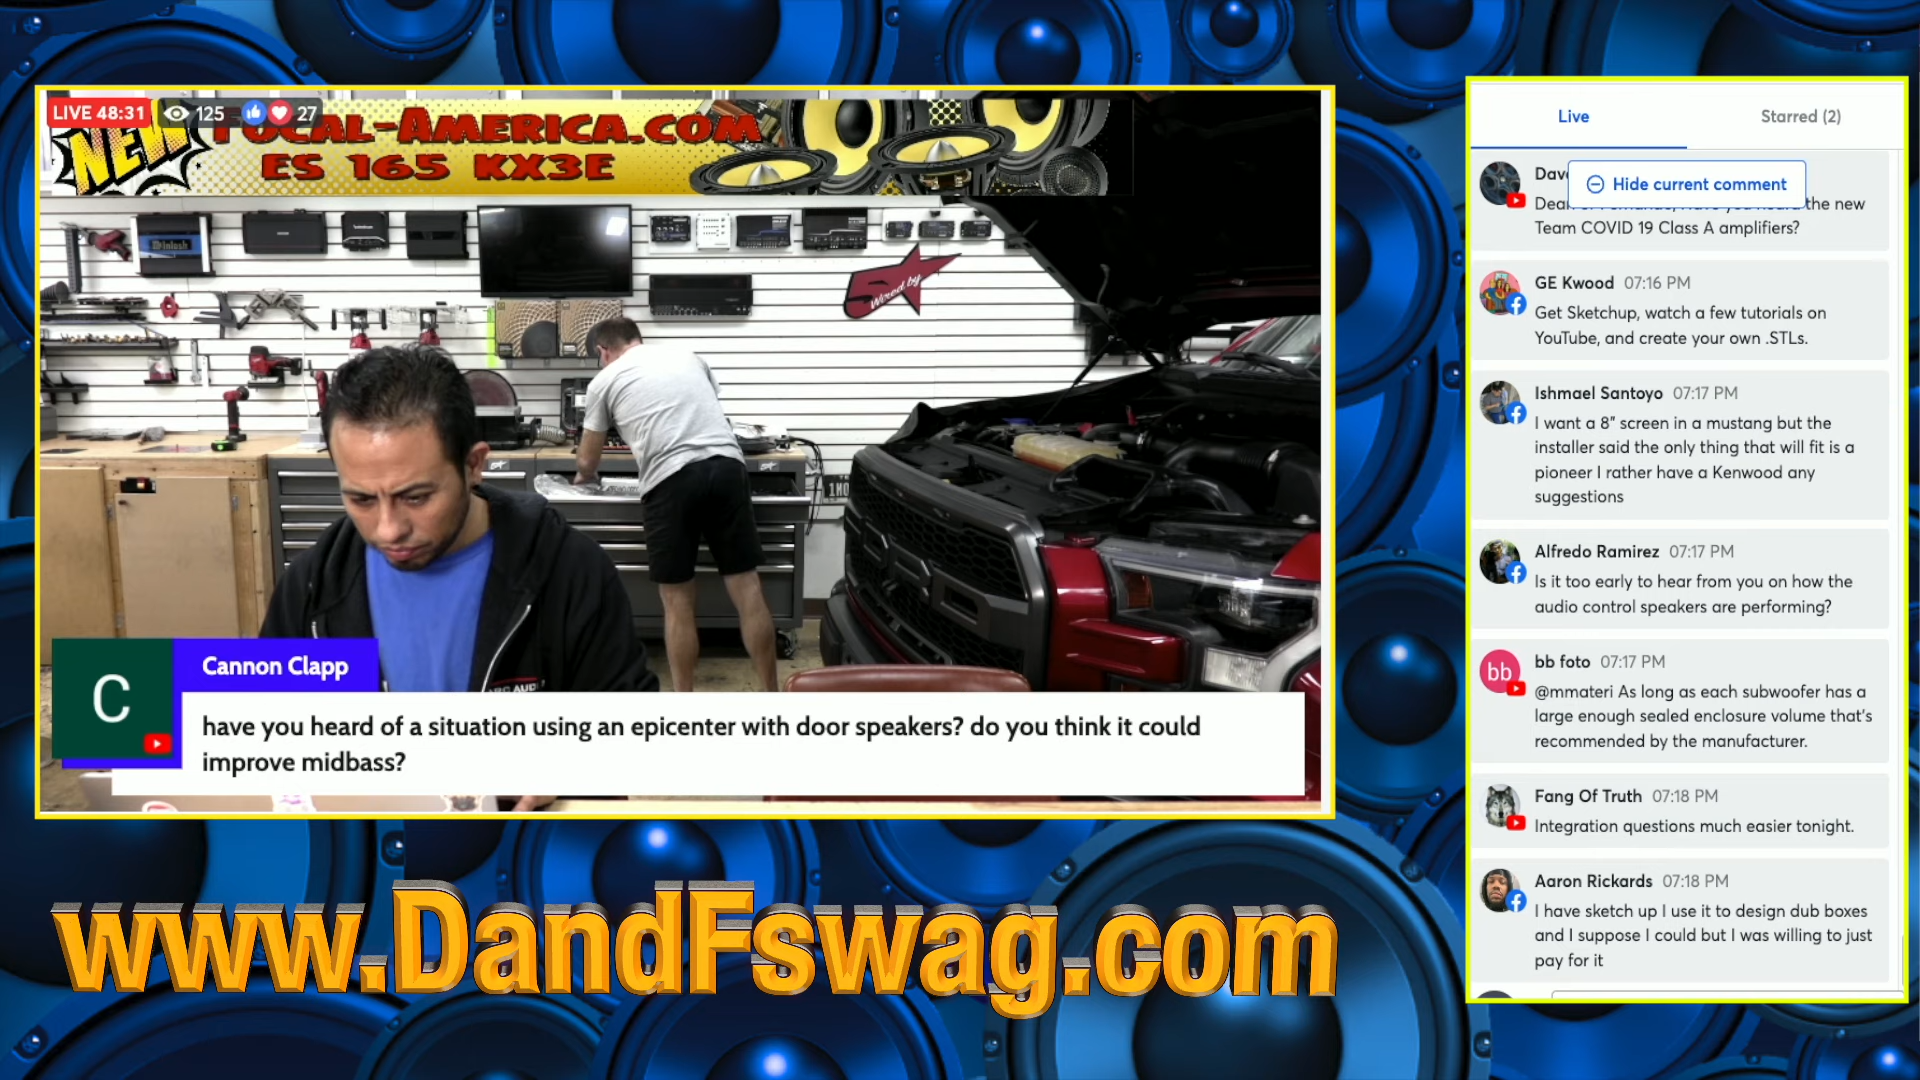 LIVE 48:31
125
27
NEW
FOCAL-AMERICA.COM
ES 165 KX3E
McIntosh
Wired by
Cannon Clapp
C
have you heard of a situation using an epicenter with door speakers? do you think it could
improve midbass?
www.DandFswag.com
Live
Starred (2)
Hide current comment
the new
Team COVID 19 Class A amplifiers?
GE Kwood 07:16 PM
Get Sketchup, watch a few tutorials on
YouTube, and create your own .STLs.
Ishmael Santoyo 07:17 PM
I want a 8" screen in a mustang but the
installer said the only thing that will fit is a
pioneer I rather have a Kenwood any
suggestions
Alfredo Ramirez 07:17 PM
Is it too early to hear from you on how the
audio control speakers are performing?
bb
bb foto 07:17 PM
@mmateri As long as each subwoofer has a
large enough sealed enclosure volume that's
recommended by the manufacturer.
Fang Of Truth 07:18 PM
Integration questions much easier tonight.
Aaron Rickards 07:18 PM
I have sketch up I use it to design dub boxes
and I suppose I could but I was willing to just
pay for it